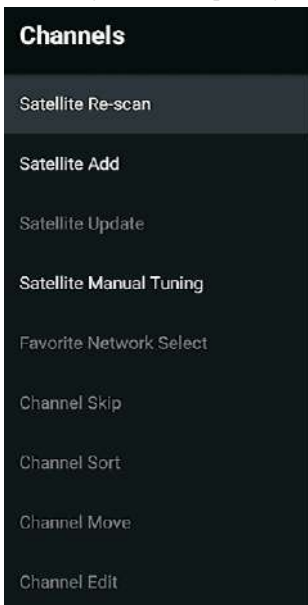 Channels
Satellite Re-scan
Satellite Add
Satellite Update
Satellite Manual Tuning
Favorite Network Select
Channel Skip
Channel Sort
Channel Move
Channel Edit